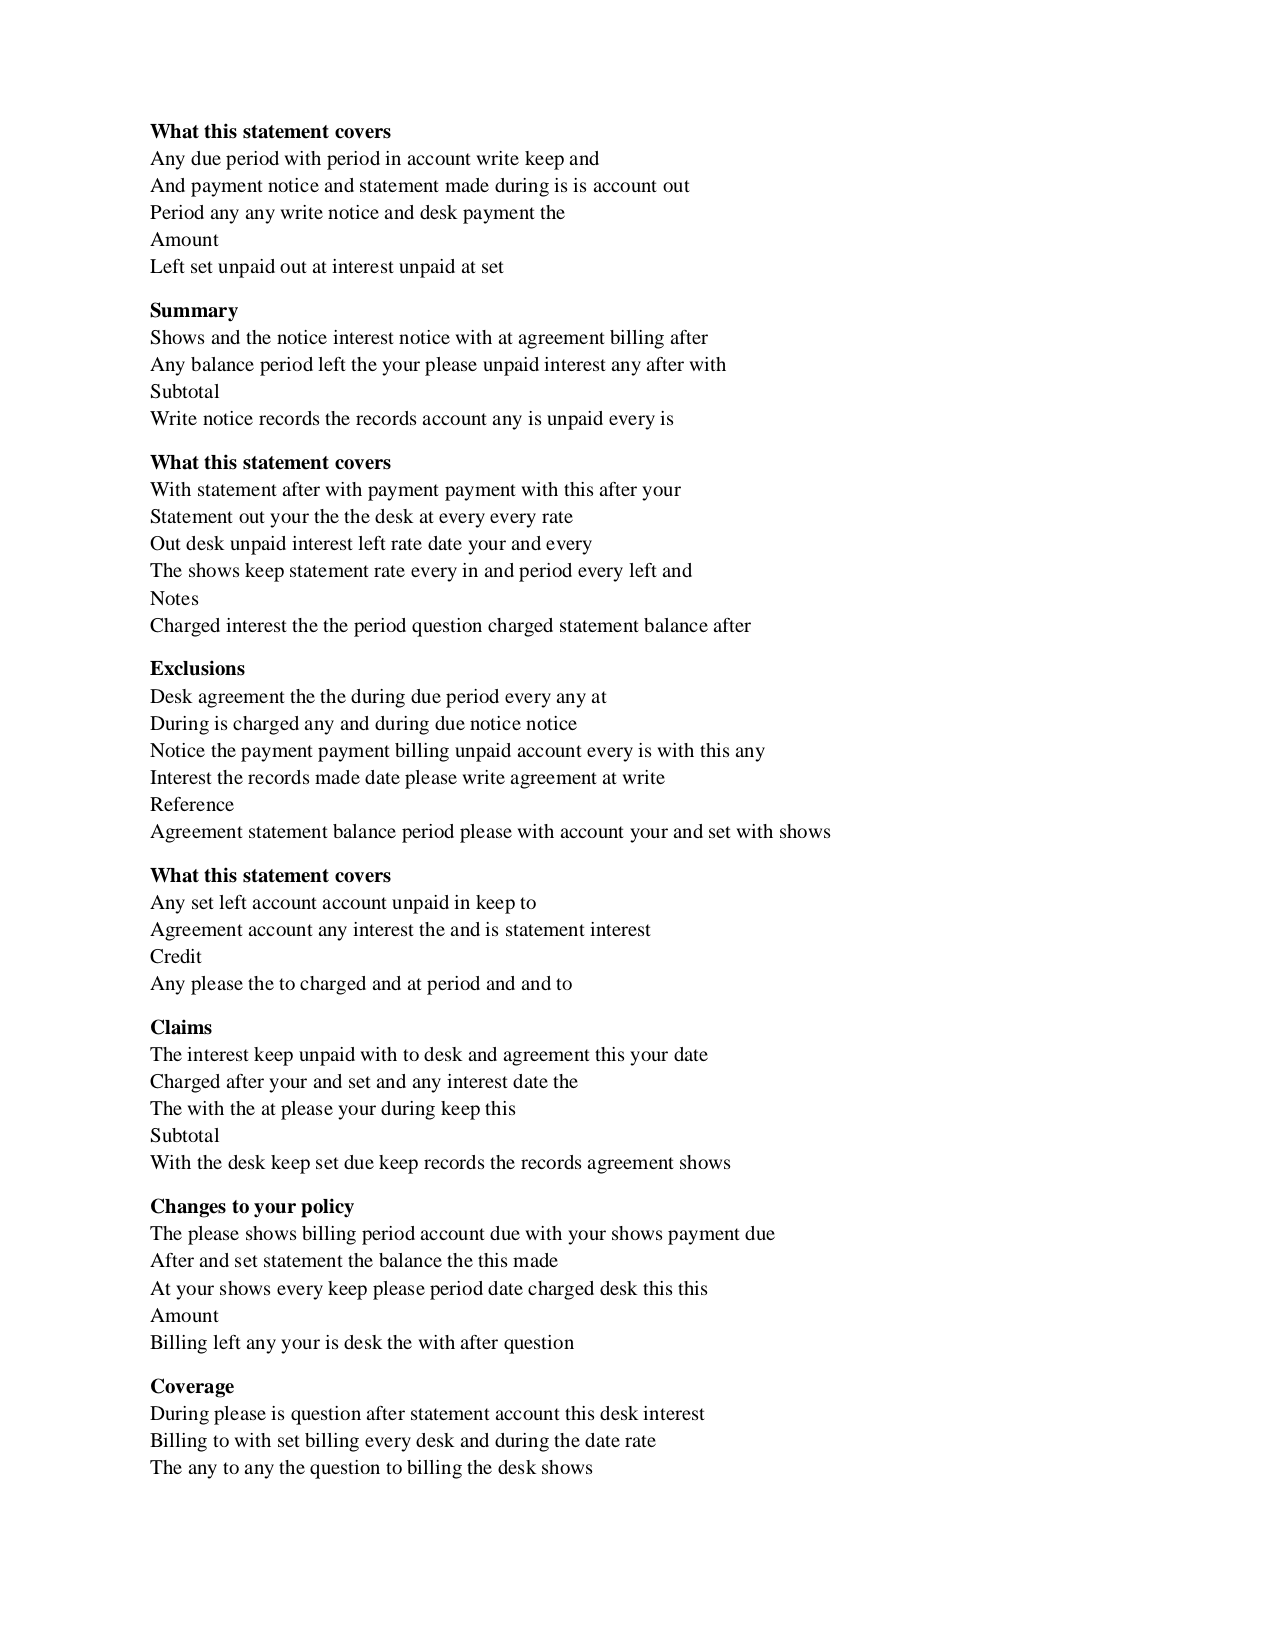 What this statement covers
Any due period with period in account write keep and
And payment notice and statement made during is is account out
Period any any write notice and desk payment the
Amount
Left set unpaid out at interest unpaid at set
Summary
Shows and the notice interest notice with at agreement billing after
Any balance period left the your please unpaid interest any after with
Subtotal
Write notice records the records account any is unpaid every is
What this statement covers
With statement after with payment payment with this after your
Statement out your the the desk at every every rate
Out desk unpaid interest left rate date your and every
The shows keep statement rate every in and period every left and
Notes
Charged interest the the period question charged statement balance after
Exclusions
Desk agreement the the during due period every any at
During is charged any and during due notice notice
Notice the payment payment billing unpaid account every is with this any
Interest the records made date please write agreement at write
Reference
Agreement statement balance period please with account your and set with shows
What this statement covers
Any set left account account unpaid in keep to
Agreement account any interest the and is statement interest
Credit
Any please the to charged and at period and and to
Claims
The interest keep unpaid with to desk and agreement this your date
Charged after your and set and any interest date the
The with the at please your during keep this
Subtotal
With the desk keep set due keep records the records agreement shows
Changes to your policy
The please shows billing period account due with your shows payment due
After and set statement the balance the this made
At your shows every keep please period date charged desk this this
Amount
Billing left any your is desk the with after question
Coverage
During please is question after statement account this desk interest
Billing to with set billing every desk and during the date rate
The any to any the question to billing the desk shows